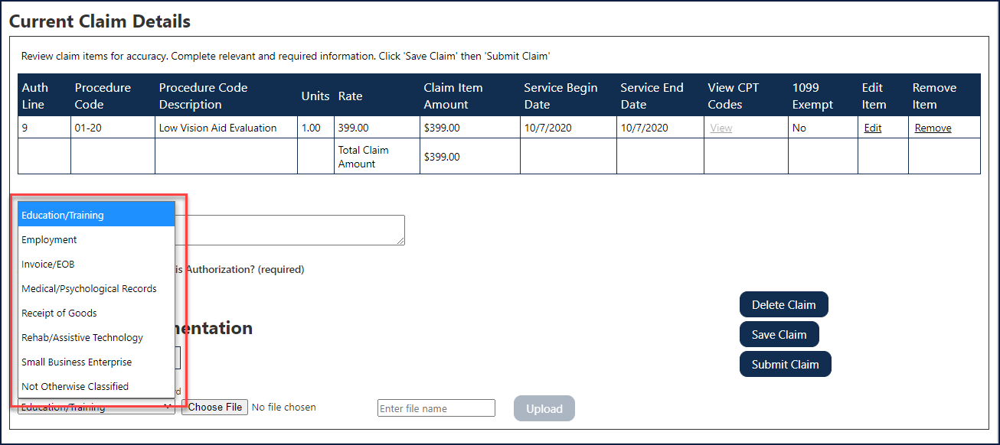 Current Claim Details
Review claim items for accuracy. Complete relevant and required information. Click 'Save Claim' then 'Submit Claim'
Auth Line Procedure Code Procedure Code Description Units Rate Claim Item Amount Service Begin Date Service End Date View CPT Codes 1099 Exempt Edit Item Remove Item
9 01-20 Low Vision Aid Evaluation 1.00 399.00 $399.00 10/7/2020 10/7/2020 View No Edit Remove
Total Claim Amount $399.00
Education/Training
Employment
Invoice/EOB
is Authorization? (required)
Medical/Psychological Records
Receipt of Goods
Rehab/Assistive Technology
Small Business Enterprise
Not Otherwise Classified
mentation
Delete Claim
Save Claim
Submit Claim
Education/Training Choose File No file chosen Enter file name Upload